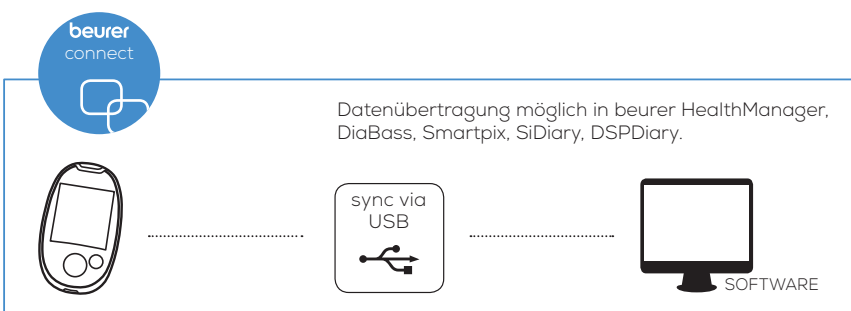 beurer
connect
Datenübertragung möglich in beurer HealthManager,
DiaBass, Smartpix, SiDiary, DSPDiary.
sync via
USB
SOFTWARE